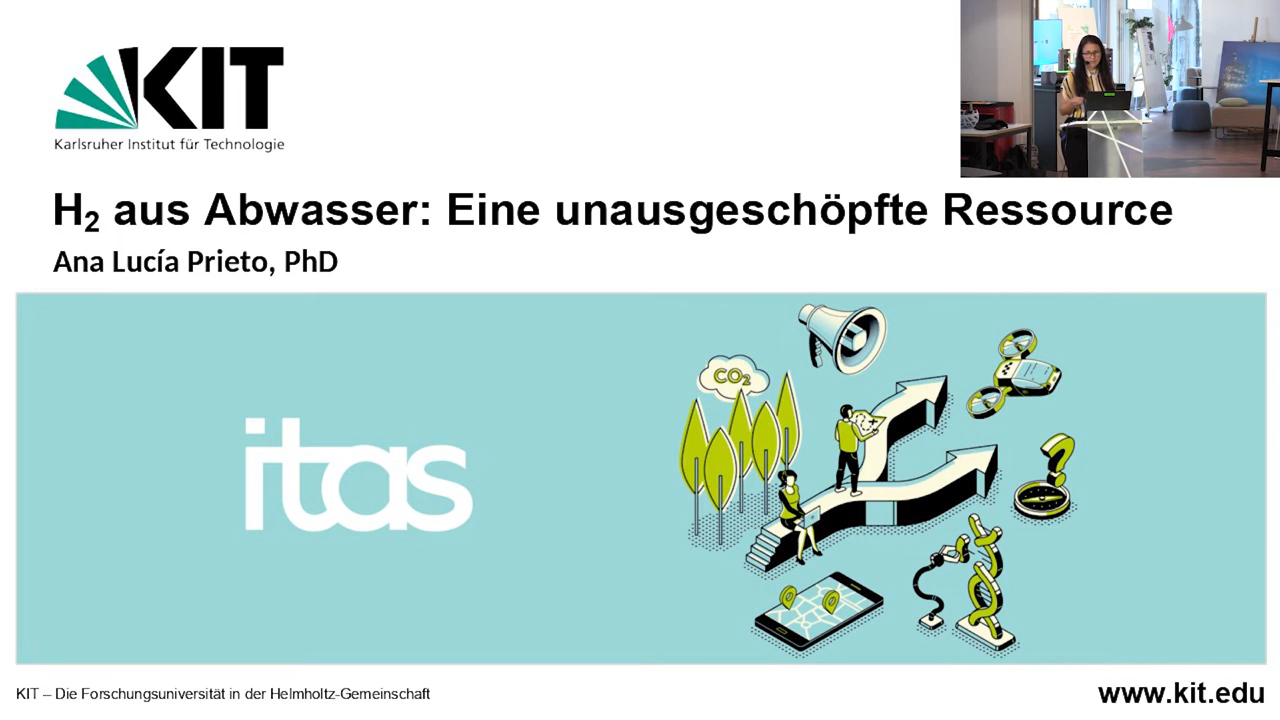 KIT
Karlsruher Institut für Technologie
H₂ aus Abwasser: Eine unausgeschöpfte Ressource
Ana Lucía Prieto, PhD
CO₂
itas
KIT – Die Forschungsuniversität in der Helmholtz-Gemeinschaft
www.kit.edu